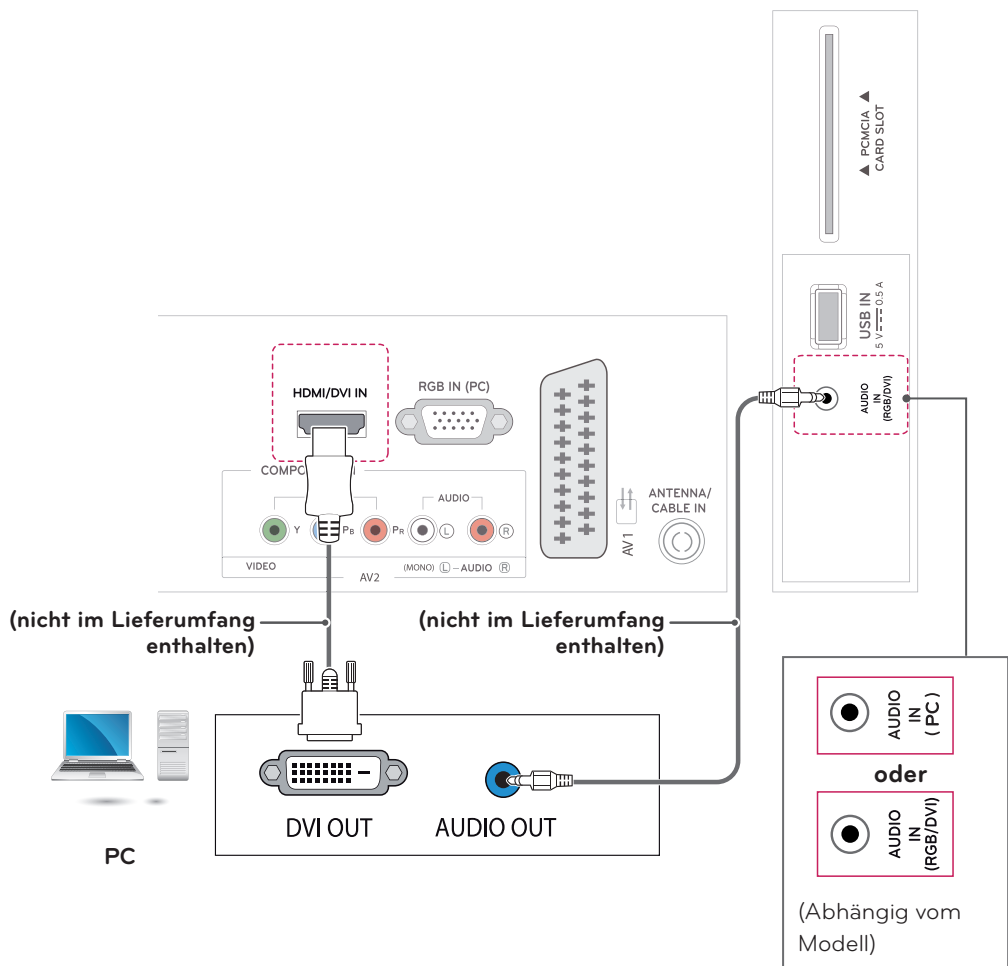 ▲ PCMCIA ▲
CARD SLOT
USB IN
5 V 0.5 A
AUDIO
IN
(RGB/DVI)
HDMI/DVI IN
RGB IN (PC)
AUDIO
Y
PB
PR
L
R
VIDEO
AV2
(MONO) L – AUDIO R
AV1
ANTENNA/
CABLE IN
(nicht im Lieferumfang
enthalten)
(nicht im Lieferumfang
enthalten)
PC
DVI OUT
AUDIO OUT
AUDIO
IN
(PC)
oder
AUDIO
IN
(RGB/DVI)
(Abhängig vom
Modell)